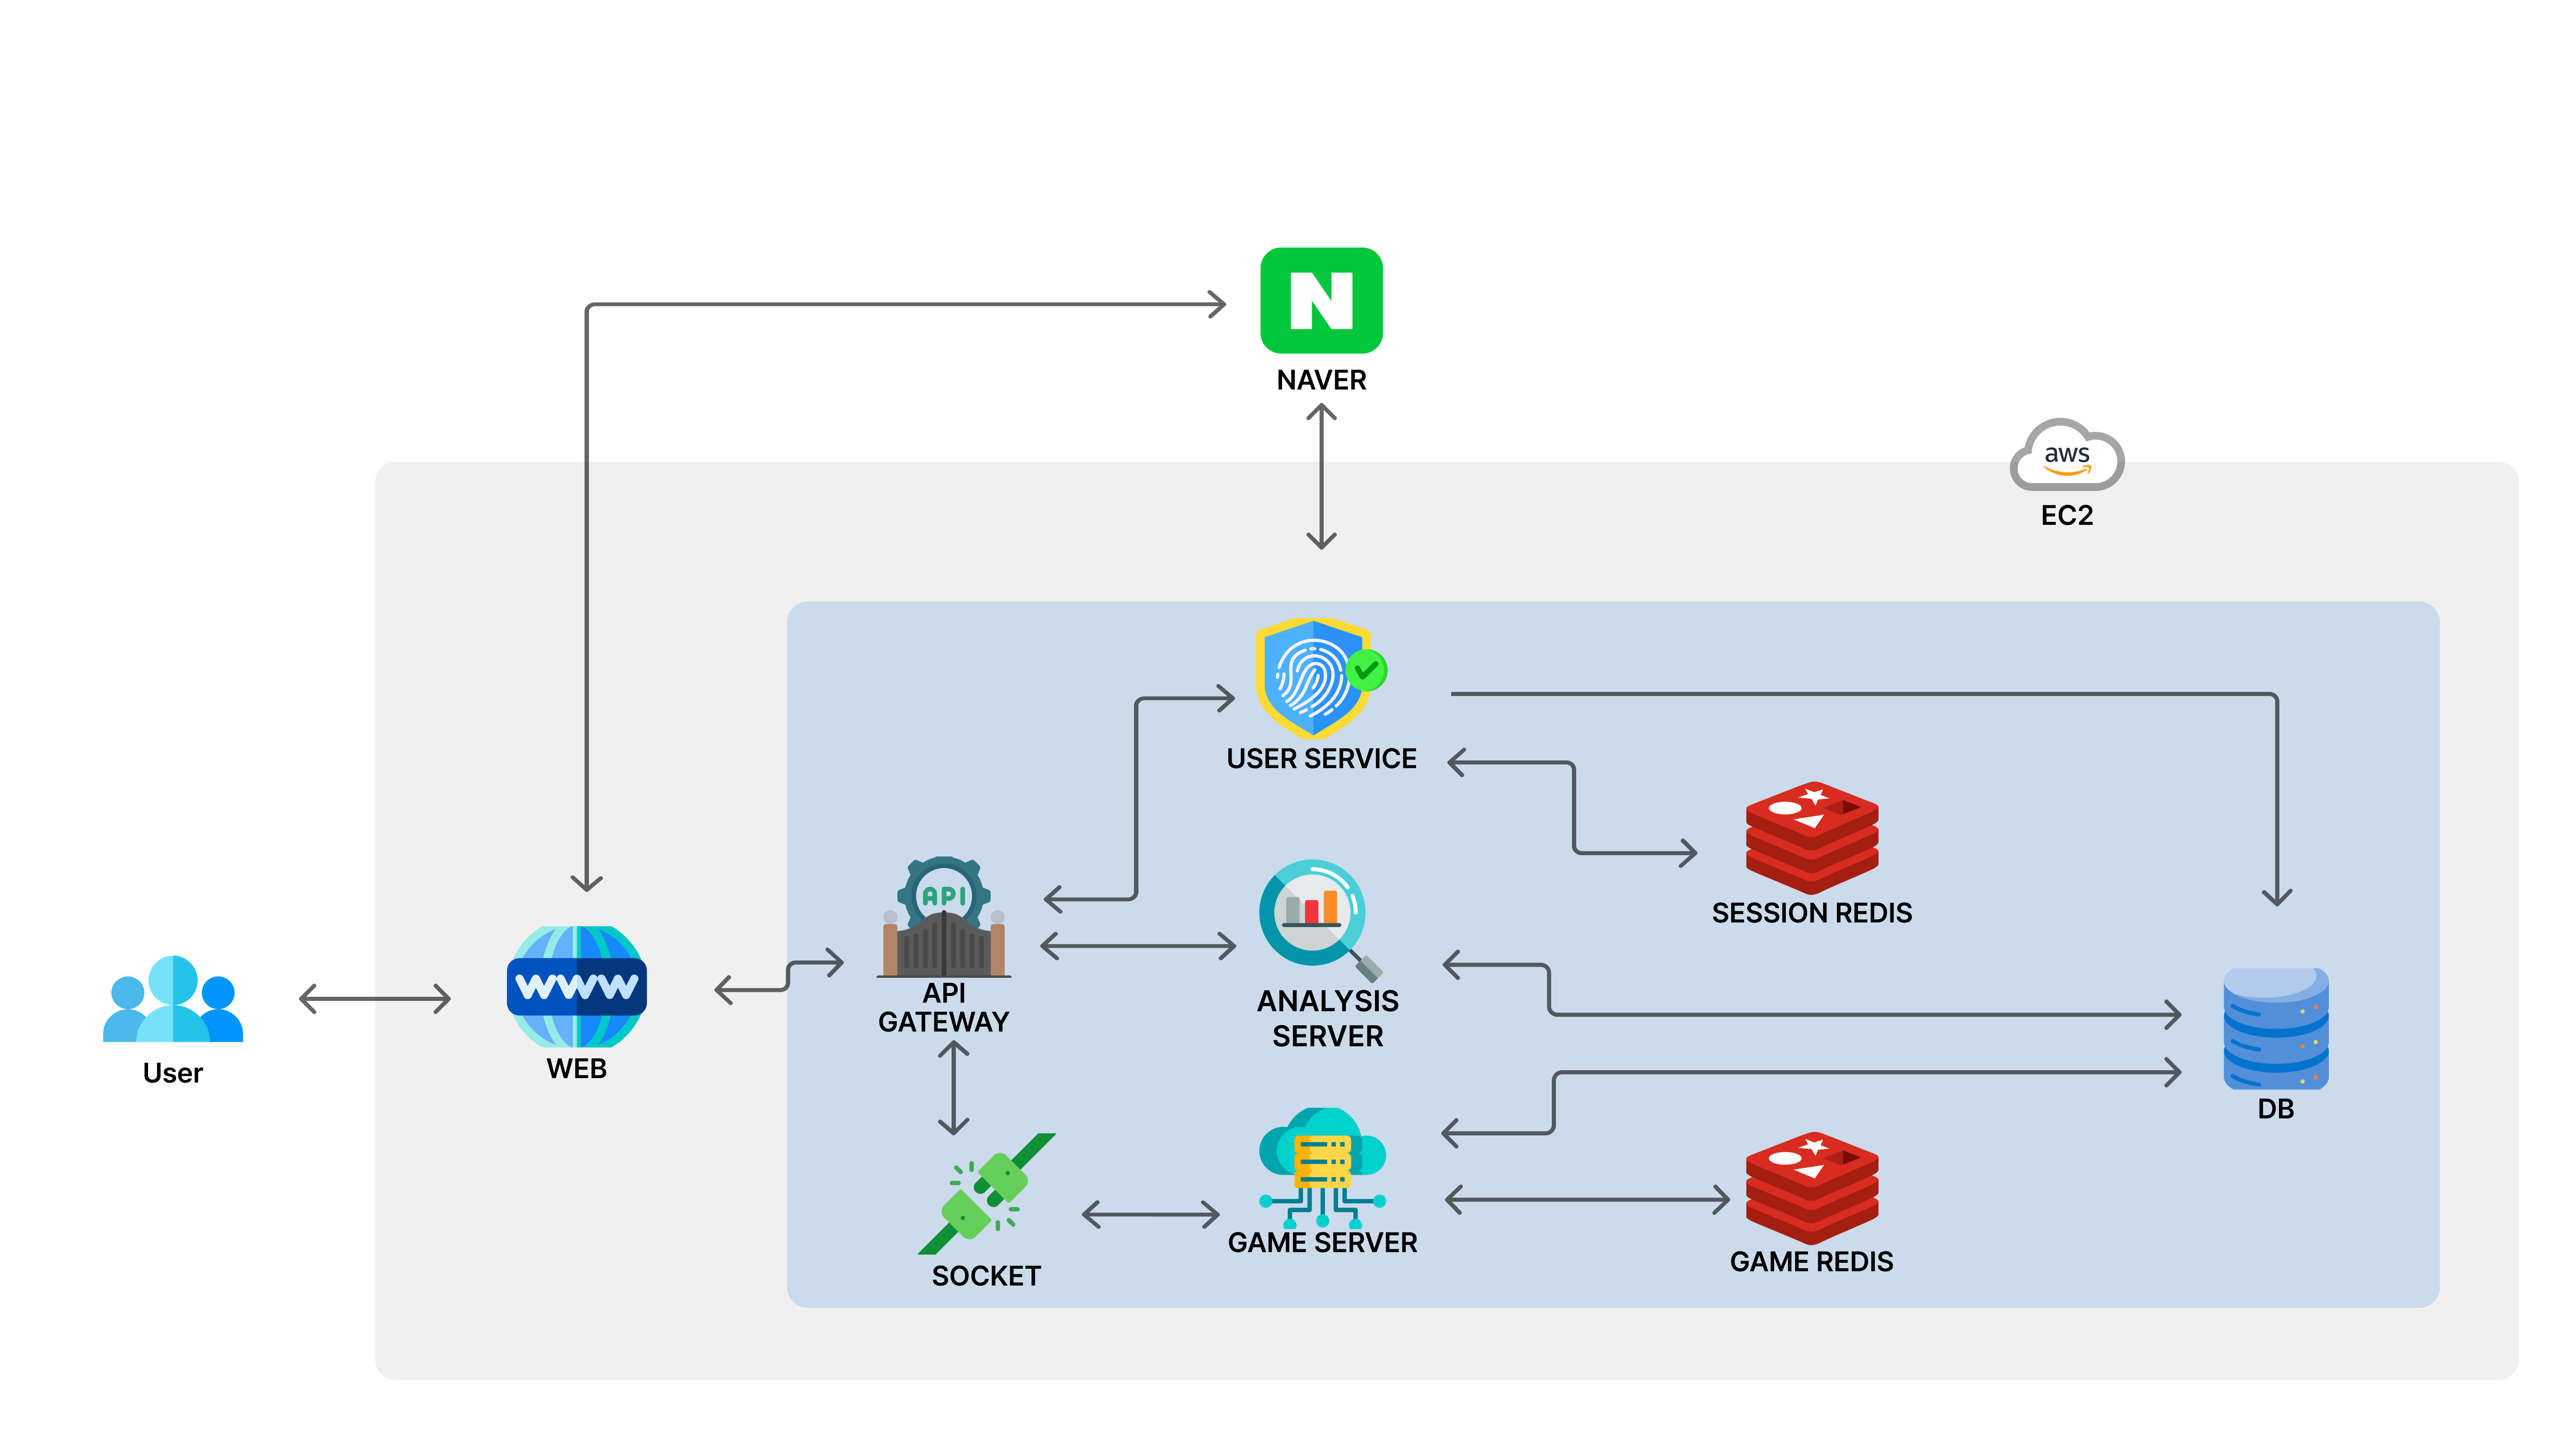 N
NAVER
aws
EC2
USER SERVICE
SESSION REDIS
API
API
GATEWAY
ANALYSIS
SERVER
www
WEB
User
DB
SOCKET
GAME SERVER
GAME REDIS